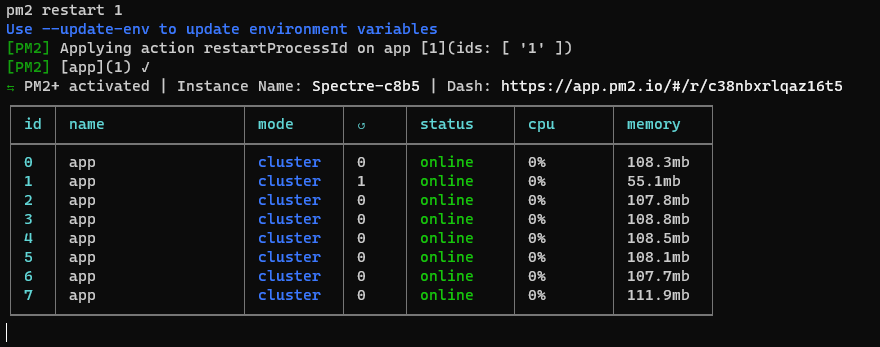 pm2 restart 1
Use --update-env to update environment variables
[PM2] Applying action restartProcessId on app [1](ids: [ '1' ])
[PM2] [app](1) ✓
⇆ PM2+ activated | Instance Name: Spectre-c8b5 | Dash: https://app.pm2.io/#/r/c38nbxrlqaz16t5
id name mode ↺ status cpu memory
0 app cluster 0 online 0% 108.3mb
1 app cluster 1 online 0% 55.1mb
2 app cluster 0 online 0% 107.8mb
3 app cluster 0 online 0% 108.8mb
4 app cluster 0 online 0% 108.5mb
5 app cluster 0 online 0% 108.1mb
6 app cluster 0 online 0% 107.7mb
7 app cluster 0 online 0% 111.9mb